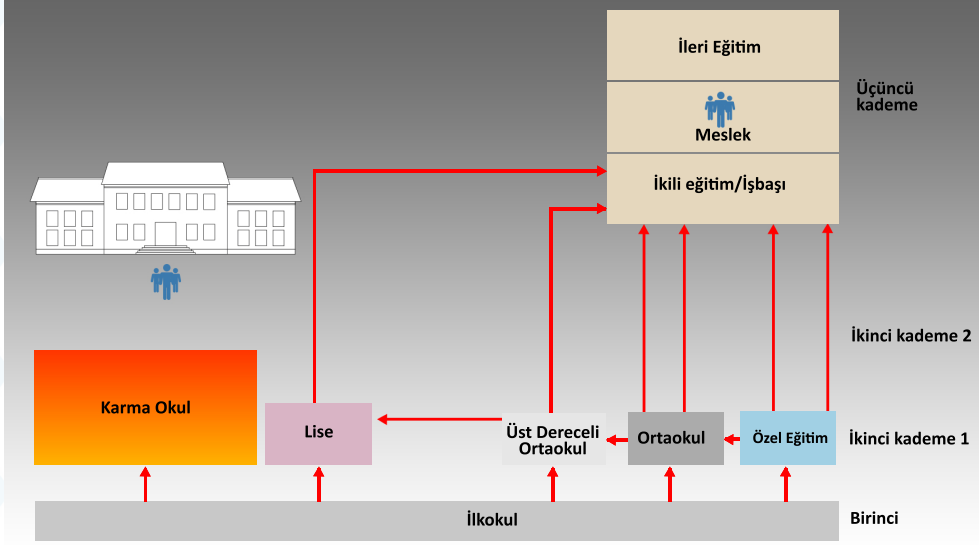 İleri Eğitim
Üçüncü
kademe
Meslek
İkili eğitim/İşbaşı
İkinci kademe 2
Karma Okul
Lise
Üst Dereceli
Ortaokul
Ortaokul
Özel Eğitim
İkinci kademe 1
İlkokul
Birinci